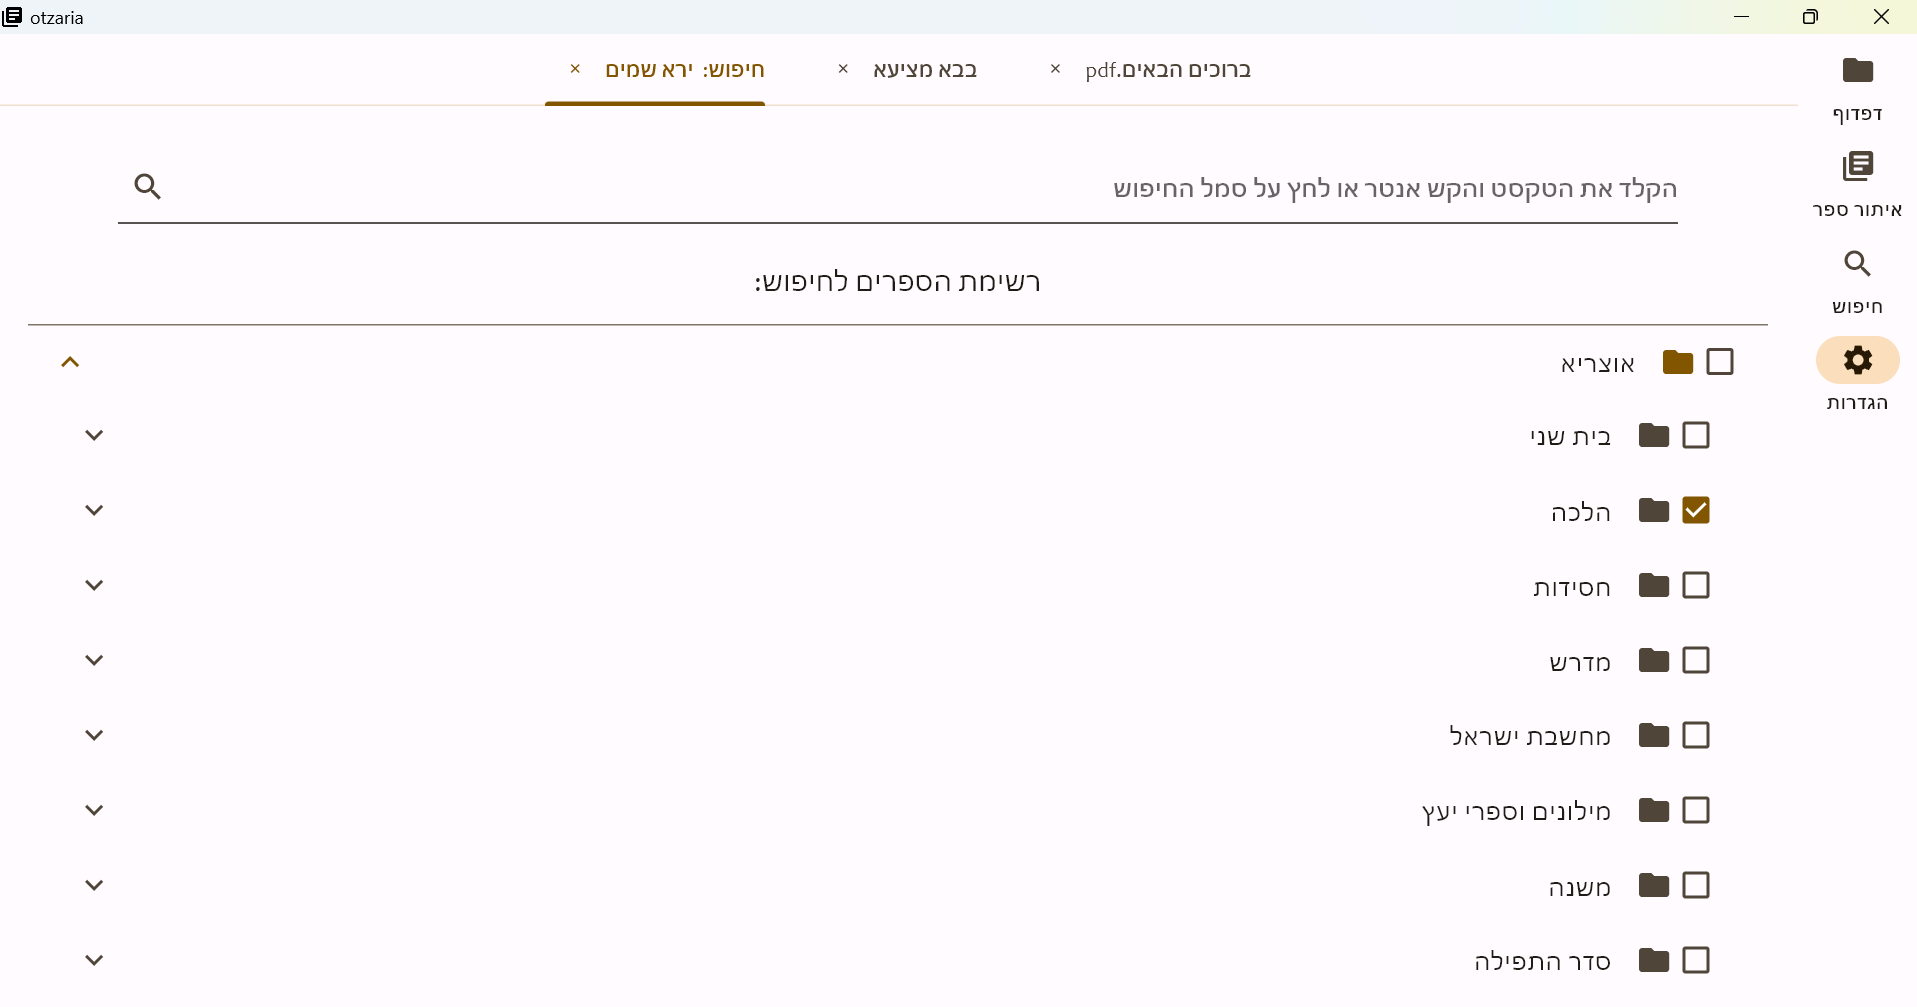 otzaria
ברוכים הבאים.pdf
בבא מציעא
חיפוש: ירא שמים
דפדוף
איתור ספר
חיפוש
הגדרות
הקלד את הטקסט והקש אנטר או לחץ על סמל החיפוש
רשימת הספרים לחיפוש:
אוצריא
בית שני
הלכה
חסידות
מדרש
מחשבת ישראל
מילונים וספרי יעץ
משנה
סדר התפילה